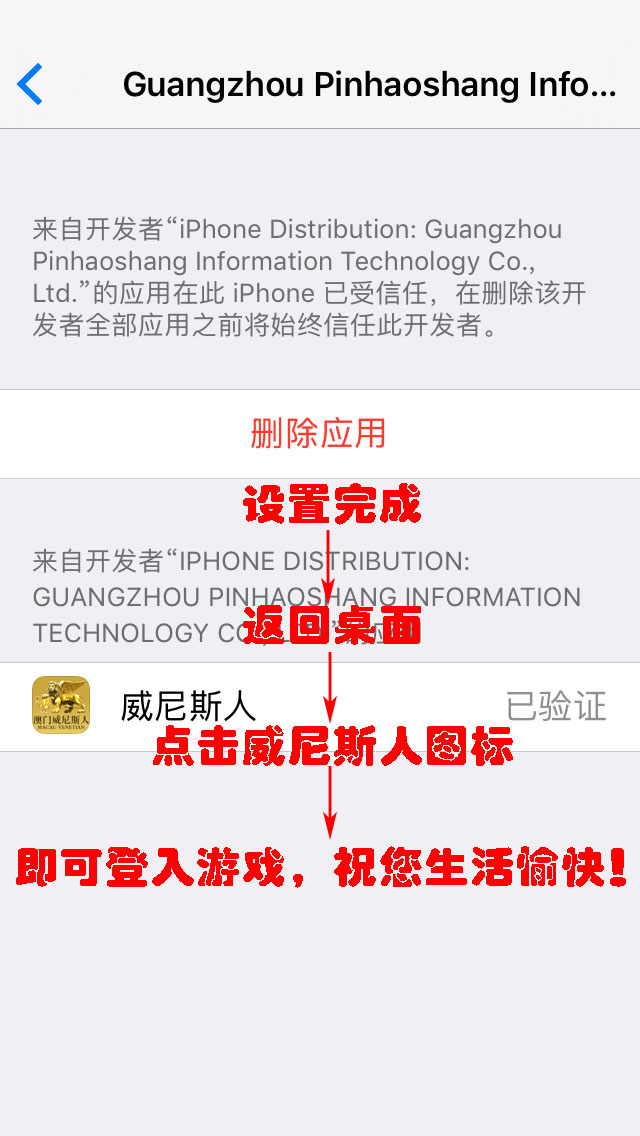 Guangzhou Pinhaoshang Info...
来自开发者“iPhone Distribution: Guangzhou
Pinhaoshang Information Technology Co.,
Ltd.”的应用在此 iPhone 已受信任，在删除该开
发者全部应用之前将始终信任此开发者。
删除应用
设置完成
来自开发者“IPHONE DISTRIBUTION:
GUANGZHOU PINHAOSHANG INFORMATION
返回桌面
TECHNOLOGY CO
澳门威尼斯人
MACAU VENETIAN
威尼斯人
已验证
点击威尼斯人图标
即可登入游戏，祝您生活愉快!